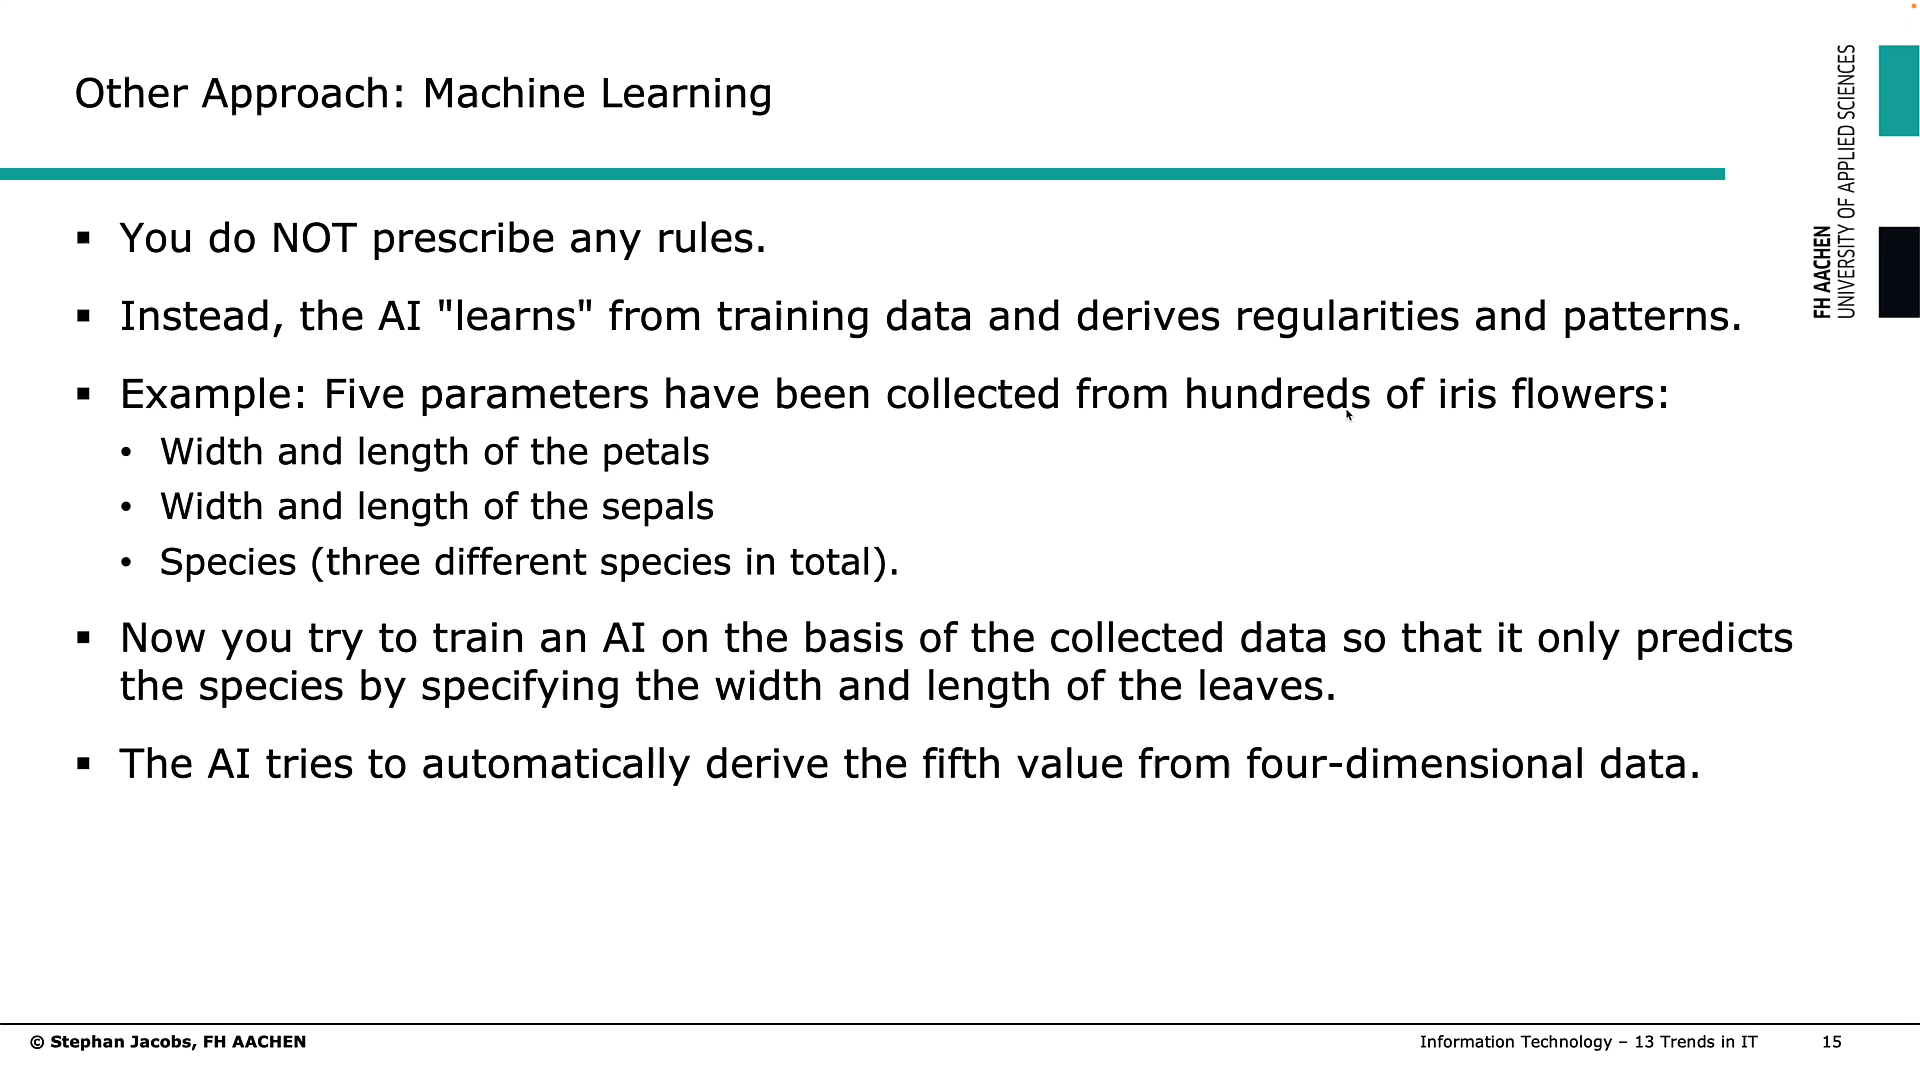 Other Approach: Machine Learning
FH AACHEN
UNIVERSITY OF APPLIED SCIENCES
▪ You do NOT prescribe any rules.
▪ Instead, the AI "learns" from training data and derives regularities and patterns.
▪ Example: Five parameters have been collected from hundreds of iris flowers:
• Width and length of the petals
• Width and length of the sepals
• Species (three different species in total).
▪ Now you try to train an AI on the basis of the collected data so that it only predicts
the species by specifying the width and length of the leaves.
▪ The AI tries to automatically derive the fifth value from four-dimensional data.
© Stephan Jacobs, FH AACHEN
Information Technology – 13 Trends in IT 15